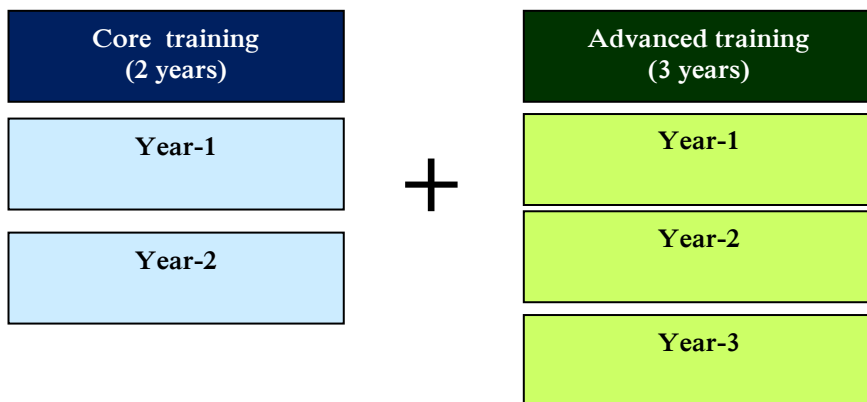 Core training
(2 years)
Year-1
Year-2
+
Advanced training
(3 years)
Year-1
Year-2
Year-3